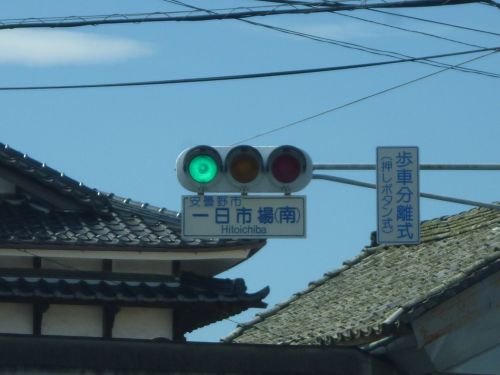 安曇野市
一日市場(南)
Hitoichiba
歩車分離式
(押しボタン式)